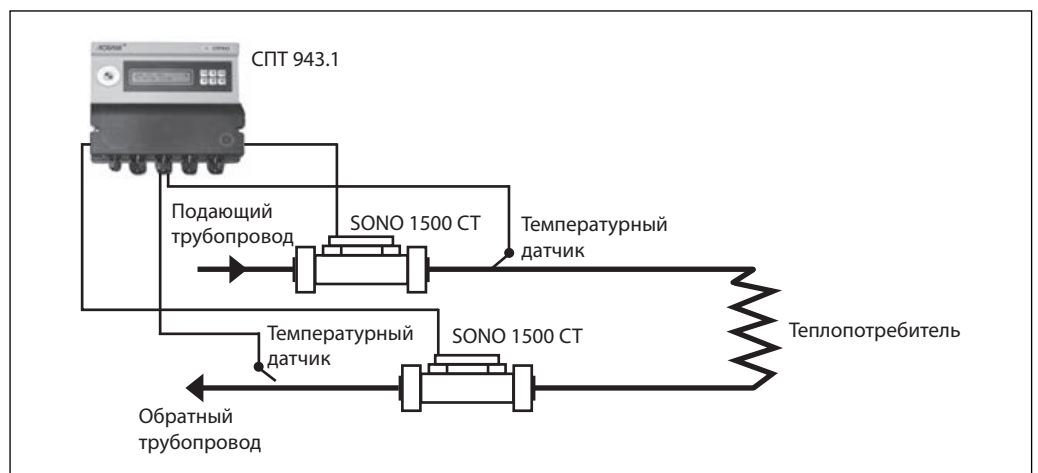 СПТ 943.1
Подающий
трубопровод
SONO 1500 CT
Температурный
датчик
Температурный
датчик
SONO 1500 CT
Теплопотребитель
Обратный
трубопровод